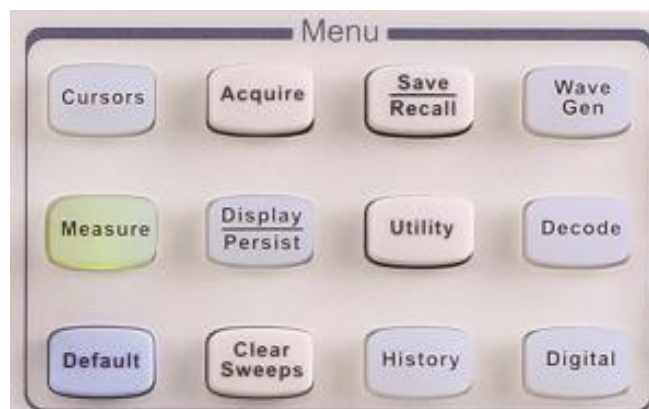 Menu
Cursors
Acquire
Save
Recall
Wave
Gen
Measure
Display
Persist
Utility
Decode
Default
Clear
Sweeps
History
Digital